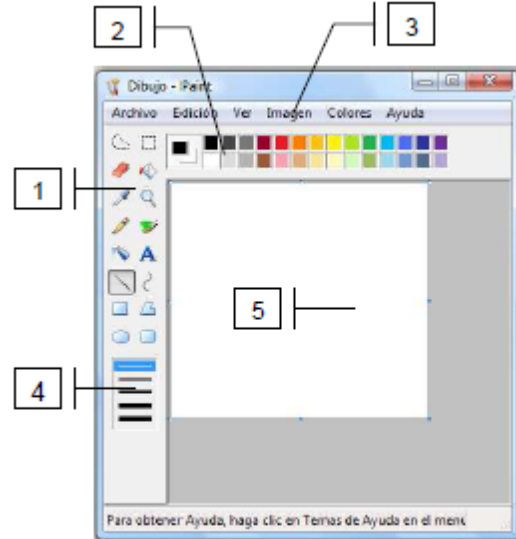 2
3
Dibujo - Paint
Archivo Edición Ver Imagen Colores Ayuda
1
A
5
4
Para obtener Ayuda, haga clic en Temas de Ayuda en el menú